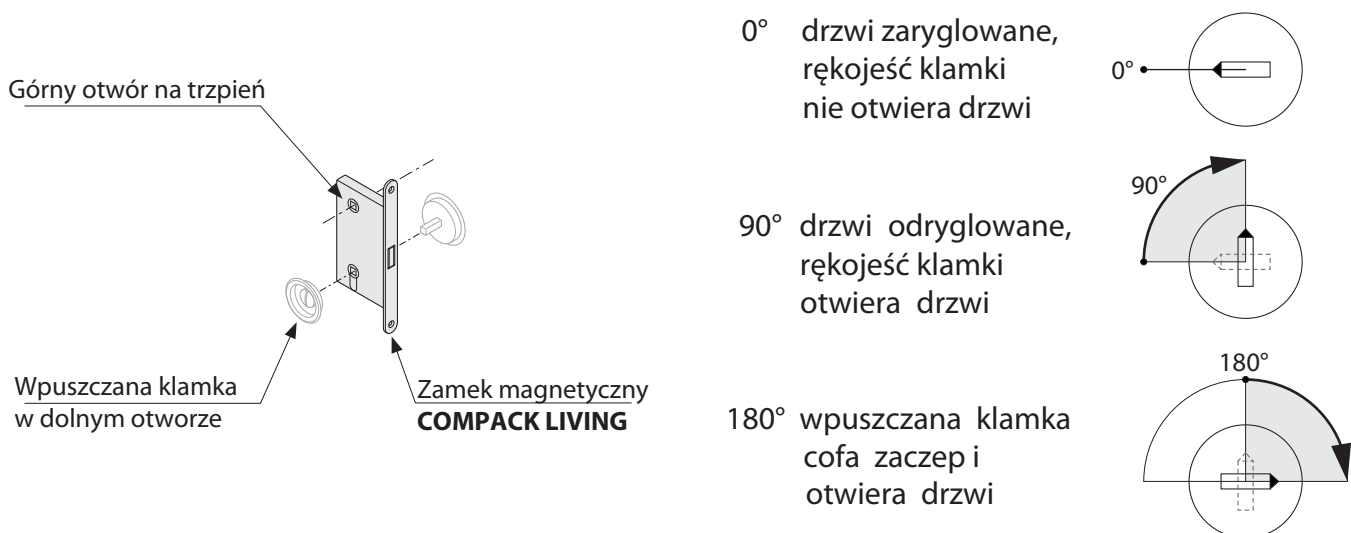 Górny otwór na trzpień
Wpuszczana klamka
w dolnym otworze
Zamek magnetyczny
COMPACK LIVING
0° drzwi zaryglowane,
rękojeść klamki
nie otwiera drzwi
0°
90° drzwi odryglowane,
rękojeść klamki
otwiera drzwi
90°
180° wpuszczana klamka
cofa zaczep i
otwiera drzwi
180°